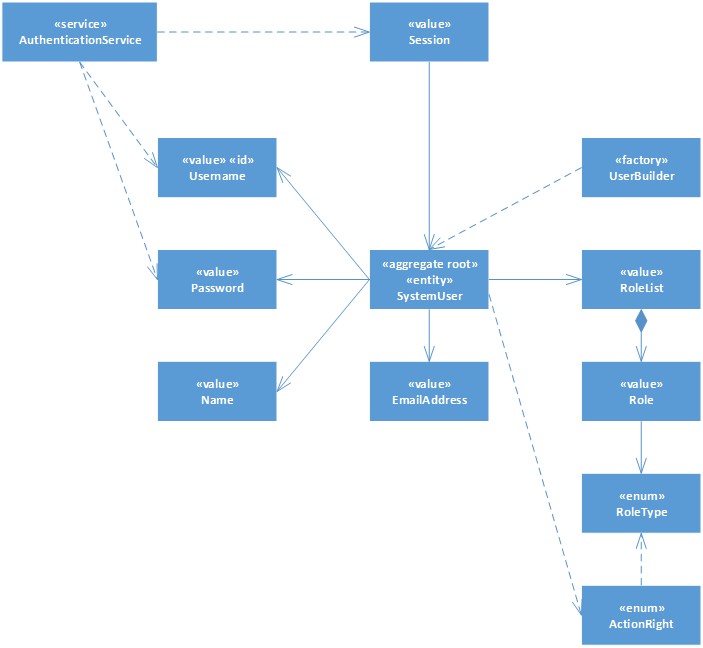 «service»
AuthenticationService
«value»
Session
«value» «id»
Username
«factory»
UserBuilder
«value»
Password
«aggregate root»
«entity»
SystemUser
«value»
RoleList
«value»
Name
«value»
EmailAddress
«value»
Role
«enum»
RoleType
«enum»
ActionRight